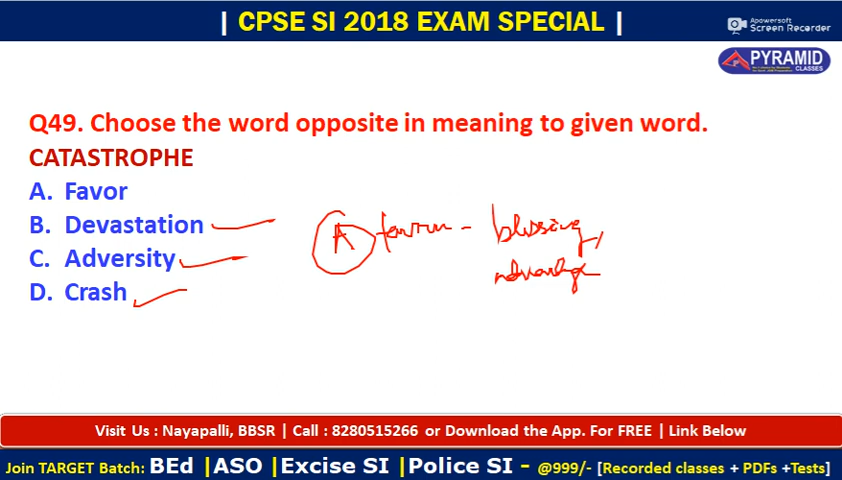 | CPSE SI 2018 EXAM SPECIAL |
Apowersoft
Screen Recorder
PYRAMID
CLASSES
Q49. Choose the word opposite in meaning to given word.
CATASTROPHE
A. Favor
B. Devastation
C. Adversity
D. Crash
A favour - blessing,
advantage
Visit Us : Nayapalli, BBSR | Call : 8280515266 or Download the App. For FREE | Link Below
Join TARGET Batch: BEd |ASO |Excise SI |Police SI - @999/- [Recorded classes + PDFs +Tests]